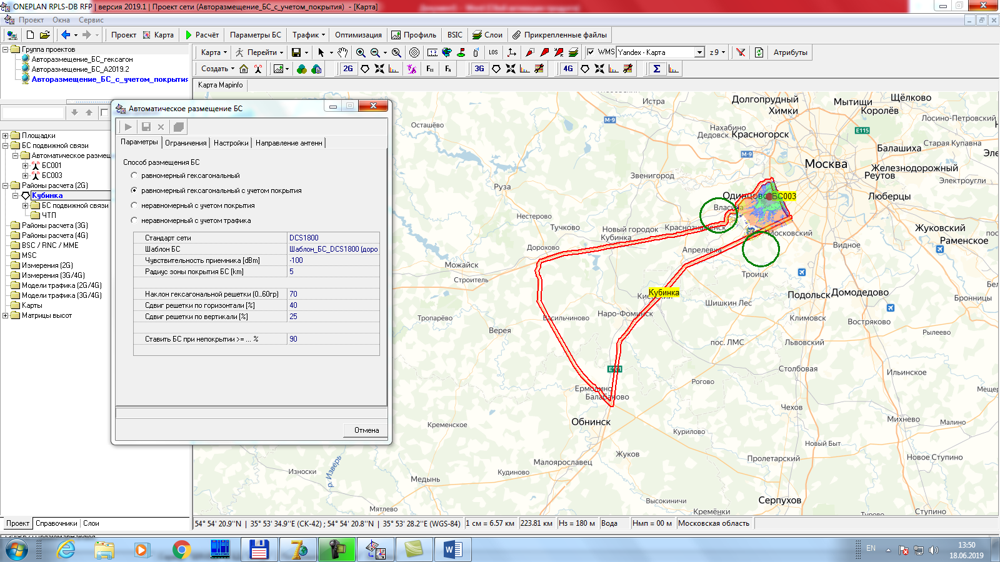 ONEPLAN RPLS-DB RFP | версия 2019.1 | Проект сети (Авторазмещение_БС_с_учетом_покрытия) - [Карта]
Проект Окна Сервис
Проект Карта Расчёт Параметры БС Трафик Оптимизация Профиль BSIC Слои Прикрепленные файлы
Группа проектов
Авторазмещение_БС_гексагон
Авторазмещение_БС_А2019.2
Авторазмещение_БС_с_учетом_покрытия
Карта Перейти LOS WMS Yandex - Карта z 9 Атрибуты
Создать 2G 3G 4G Σ
Карта Mapinfo
Площадки
БС подвижной связи
Автоматическое размещ
БС001
БС003
Районы расчета (2G)
Кубинка
БС подвижной связи
ЧТП
Районы расчета (3G)
Районы расчета (4G)
BSC / RNC / MME
MSC
Измерения (2G)
Измерения (3G/4G)
Модели трафика (2G/4G)
Модели трафика (3G/4G)
Карты
Матрицы высот
Проект Справочники Слои
Автоматическое размещение БС
Параметры Ограничения Настройки Направление антенн
Способ размещения БС
равномерный гексагональный
равномерный гексагональный с учетом покрытия
неравномерный с учетом покрытия
неравномерный с учетом трафика
Стандарт сети DCS1800
Шаблон БС Шаблон_БС_DCS1800 (доро
Чувствительность приемника [dBm] -100
Радиус зоны покрытия БС [km] 5
Наклон гексагональной решетки (0...60гр) 70
Сдвиг решетки по горизонтали [%] 40
Сдвиг решетки по вертикали [%] 25
Ставить БС при непокрытии >= ... % 90
Отмена
Истра
Долгопрудный
Химки
Мытищи
Королёв
Щёлково
Лосино-Петровский
Осташёво
M-9
Нахабино
Дедовск
Красногорск
E115
Старая Купавна
Балашиха
M-9
Эле
Москва
Железнодорожный
Реутов
Электроугли
Звенигород
Руза
Одинцово
БС003
Люберцы
Власиха
Нестерово
Тучково
Новый городок
Кубинка
Краснознаменск
Московский
Жуковский
Раменское
Видное
Дорохово
Апрелевка
Можайск
Строитель
Троицк
Кубинка
Подольск
Домодедово
Бронницы
Шишкин Лес
Наро-Фоминск
Васильчиново
Тропарёво
Верея
Климовск
Востряково
Рылеево
пос. ЛМС
Львовский
Столбовая
Ильинское
Рогово
Мещер
Ермолино
Балабаново
Чехов
Михнево
Малино
Обнинск
Кременское
Курилово
Новый Быт
Жуков
Пролетарский
Новое Ступино
Малоярославец
Износки
р. Изверь
Кудиново
Медынь
Серпухов
Высокиничи
Кремёнки
Мятлево
Турово
Ступино
54° 54' 20.9''N | 35° 53' 34.9''E (СК-42) ; 54° 54' 20.8''N | 35° 53' 28.2''E (WGS-84) 1 см = 6.57 км 223.81 км Нз = 180 м Вода Нмп = 00 м Московская область
EN 13:50
18.06.2019